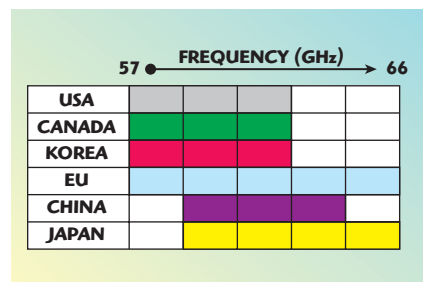 FREQUENCY (GHz)
57 66
USA
CANADA
KOREA
EU
CHINA
JAPAN